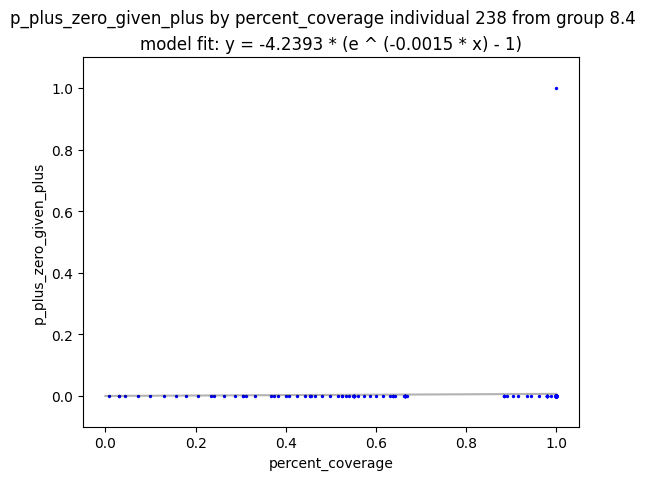 p_plus_zero_given_plus by percent_coverage individual 238 from group 8.4
model fit: y = -4.2393 * (e ^ (-0.0015 * x) - 1)
1.0
0.8
0.6
0.4
0.2
0.0
p_plus_zero_given_plus
0.0 0.2 0.4 0.6 0.8 1.0
percent_coverage